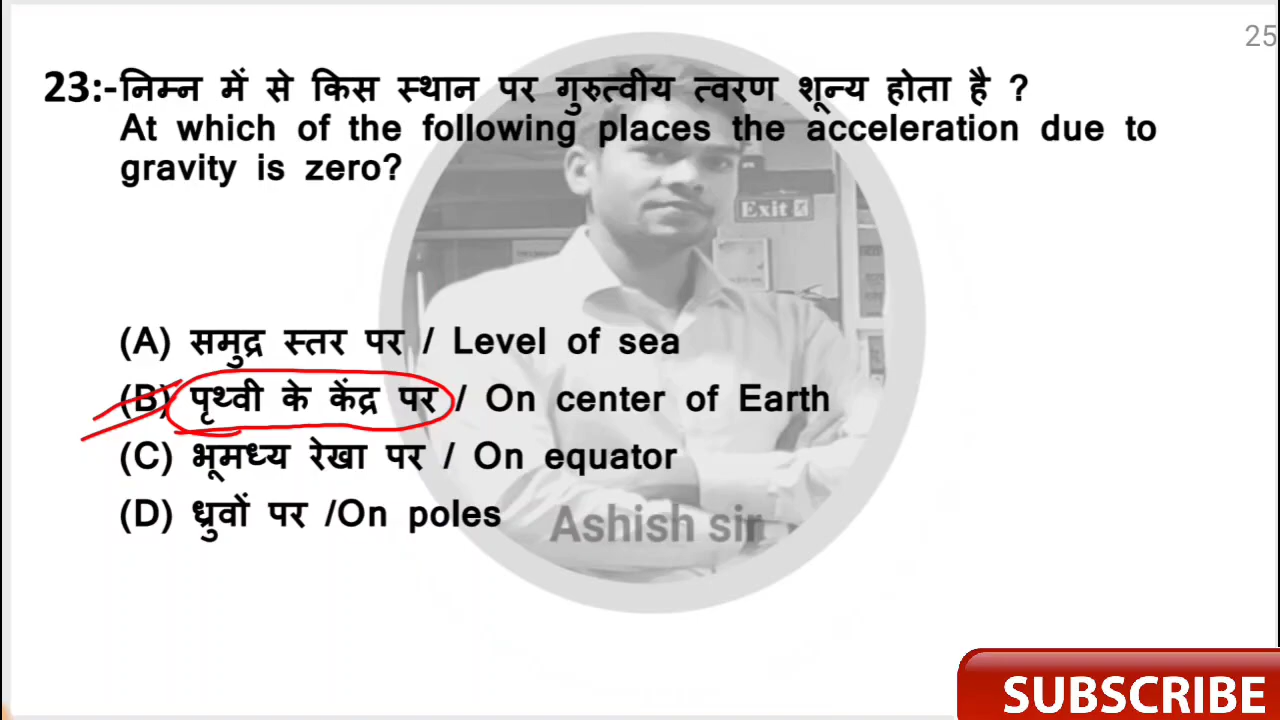 25
23:-निम्न में से किस स्थान पर गुरुत्वीय त्वरण शून्य होता है ?
At which of the following places the acceleration due to
gravity is zero?
Exit
(A) समुद्र स्तर पर / Level of sea
(B) पृथ्वी के केंद्र पर / On center of Earth
(C) भूमध्य रेखा पर / On equator
(D) ध्रुवों पर /On poles
Ashish sir
SUBSCRIBE